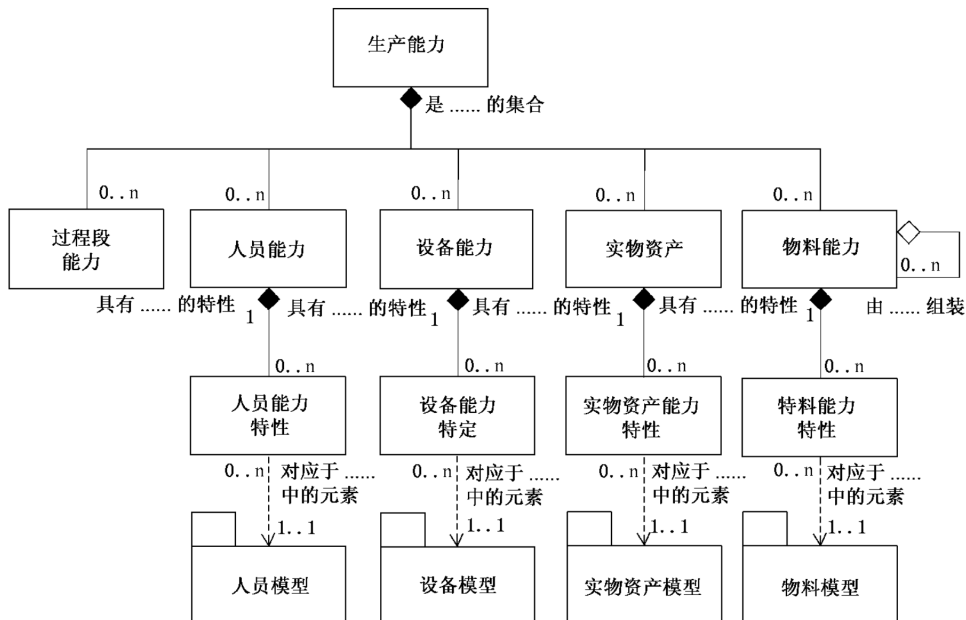 生产能力
是 …… 的集合
0..n 0..n 0..n 0..n 0..n
过程段
能力
人员能力
设备能力
实物资产
物料能力
0..n
具有 …… 的特性 1
具有 …… 的特性 1
具有 …… 的特性 1
具有 …… 的特性 1
由 …… 组装
0..n 0..n 0..n 0..n
人员能力
特性
设备能力
特定
实物资产能力
特性
特料能力
特性
0..n 对应于 ……
中的元素
0..n 对应于 ……
中的元素
0..n 对应于 ……
中的元素
0..n 对应于 ……
中的元素
1..1 1..1 1..1 1..1
人员模型
设备模型
实物资产模型
物料模型